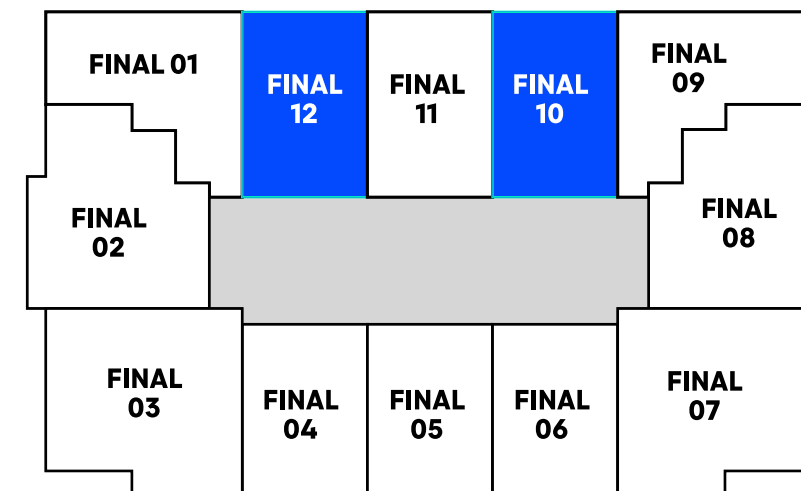 FINAL 01
FINAL
12
FINAL
11
FINAL
10
FINAL
09
FINAL
02
FINAL
08
FINAL
03
FINAL
04
FINAL
05
FINAL
06
FINAL
07